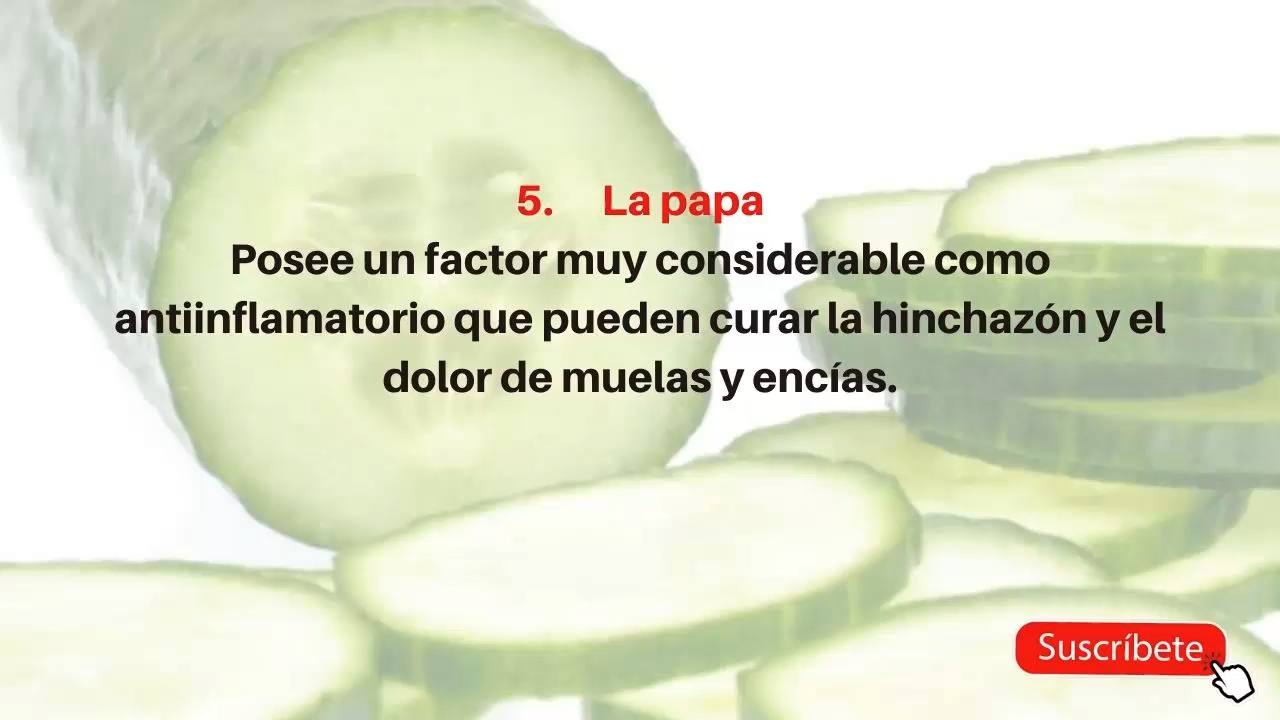 5. La papa
Posee un factor muy considerable como
antiinflamatorio que pueden curar la hinchazón y el
dolor de muelas y encías.
Suscríbete